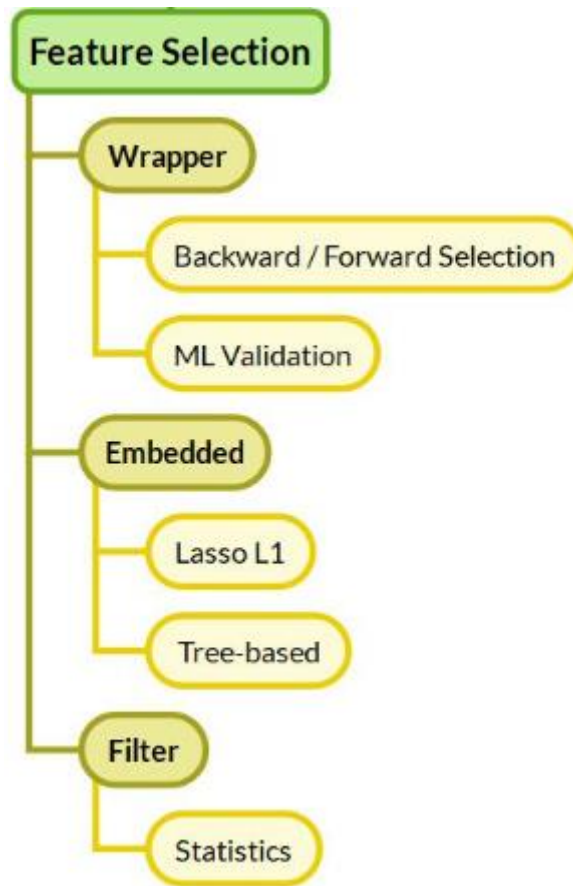 Feature Selection
Wrapper
Backward / Forward Selection
ML Validation
Embedded
Lasso L1
Tree-based
Filter
Statistics